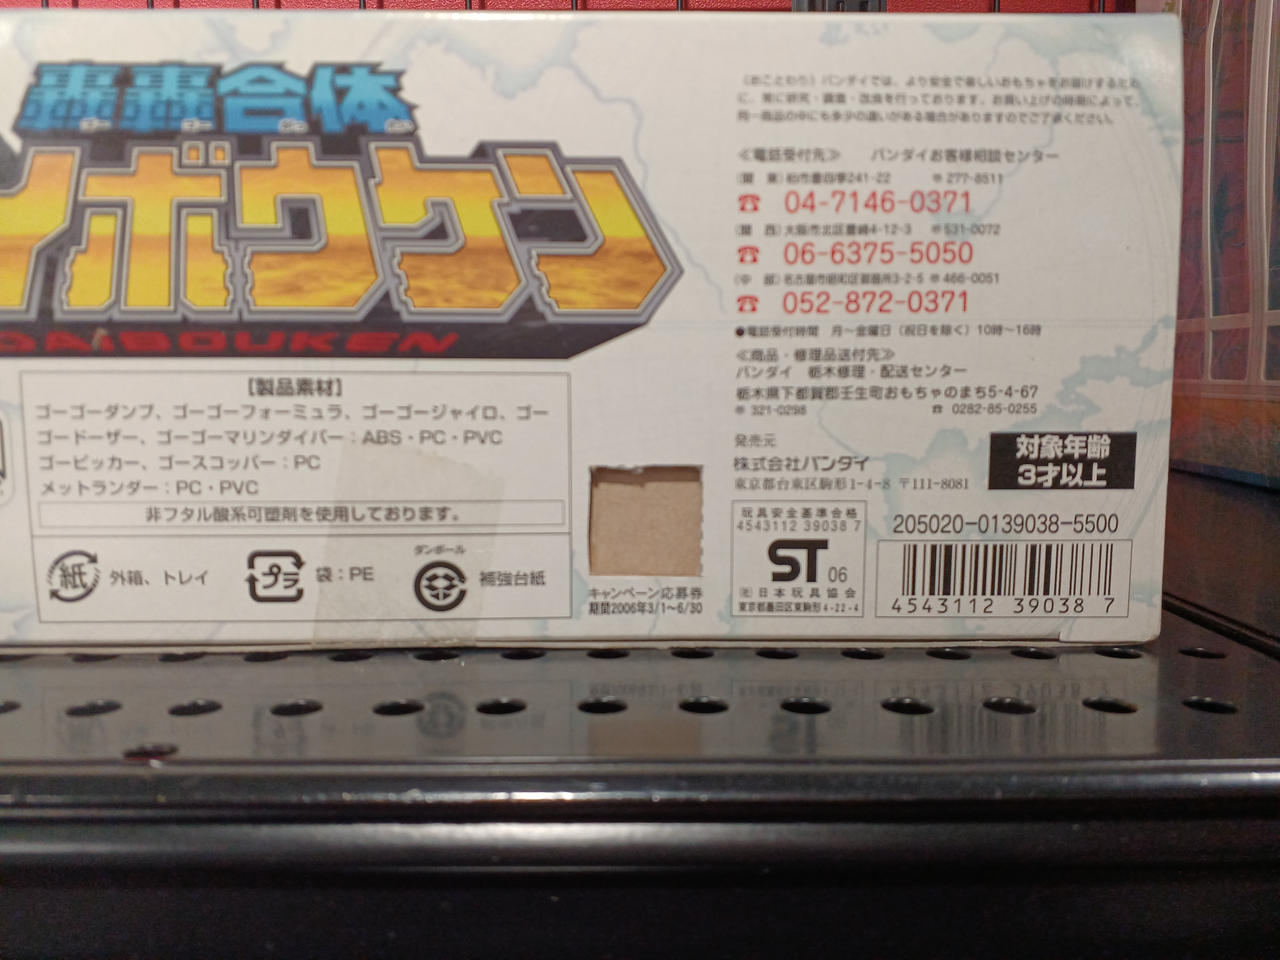 轟轟合体
ボウケン
DAIBOUKEN
【製品素材】
ゴーゴーダンプ、ゴーゴーフォーミュラ、ゴーゴージャイロ、ゴー
ゴードーザー、ゴーゴーマリンダイバー：ABS・PC・PVC
ゴーピッカー、ゴースコッパー：PC
メットランダー：PC・PVC
非フタル酸系可塑剤を使用しております。
紙 外箱、トレイ
プラ 袋：PE
ダンボール
補強台紙
キャンペーン応募券
期間2006年3/1〜6/30
〈おことわり〉バンダイでは、より安全で楽しいおもちゃをお届けするため
に、常に研究・調査・改良を行っております。お買い上げの時期によって、
同一商品の中にも多少の違いがある場合がありますのでご了承ください。
≪電話受付先≫ バンダイお客様相談センター
(関 東) 柏市豊四季241-22 〒277-8511
☎ 04-7146-0371
(関 西) 大阪市北区豊崎4-12-3 〒531-0072
☎ 06-6375-5050
(中 部) 名古屋市昭和区御器所3-2-5 〒466-0051
☎ 052-872-0371
●電話受付時間 月〜金曜日（祝日を除く）10時〜16時
≪商品・修理品送付先≫
バンダイ 栃木修理・配送センター
栃木県下都賀郡壬生町おもちゃのまち5-4-67
〒321-0298 ☎ 0282-85-0255
発売元
株式会社バンダイ
東京都台東区駒形1-4-8 〒111-8081
対象年齢
3才以上
玩具安全基準合格
4543112 39038 7
ST 06
㈳日本玩具協会
東京都墨田区東駒形4-22-4
205020-0139038-5500
4543112 39038 7